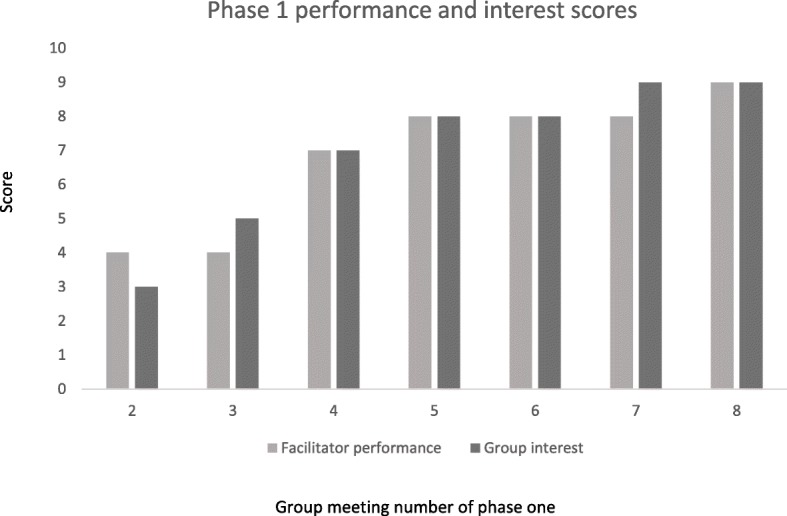 Phase 1 performance and interest scores
10
9
8
7
6
5
4
3
2
1
0
Score
2 3 4 5 6 7 8
Facilitator performance Group interest
Group meeting number of phase one